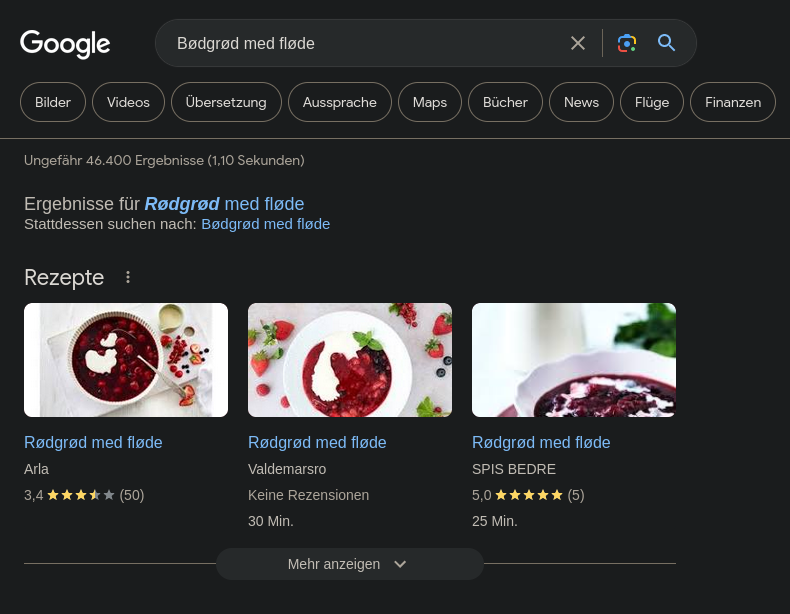 Google
Bødgrød med fløde
Bilder
Videos
Übersetzung
Aussprache
Maps
Bücher
News
Flüge
Finanzen
Ungefähr 46.400 Ergebnisse (1,10 Sekunden)
Ergebnisse für Rødgrød med fløde
Stattdessen suchen nach: Bødgrød med fløde
Rezepte
Rødgrød med fløde
Arla
3,4 (50)
Rødgrød med fløde
Valdemarsro
Keine Rezensionen
30 Min.
Rødgrød med fløde
SPIS BEDRE
5,0 (5)
25 Min.
Mehr anzeigen